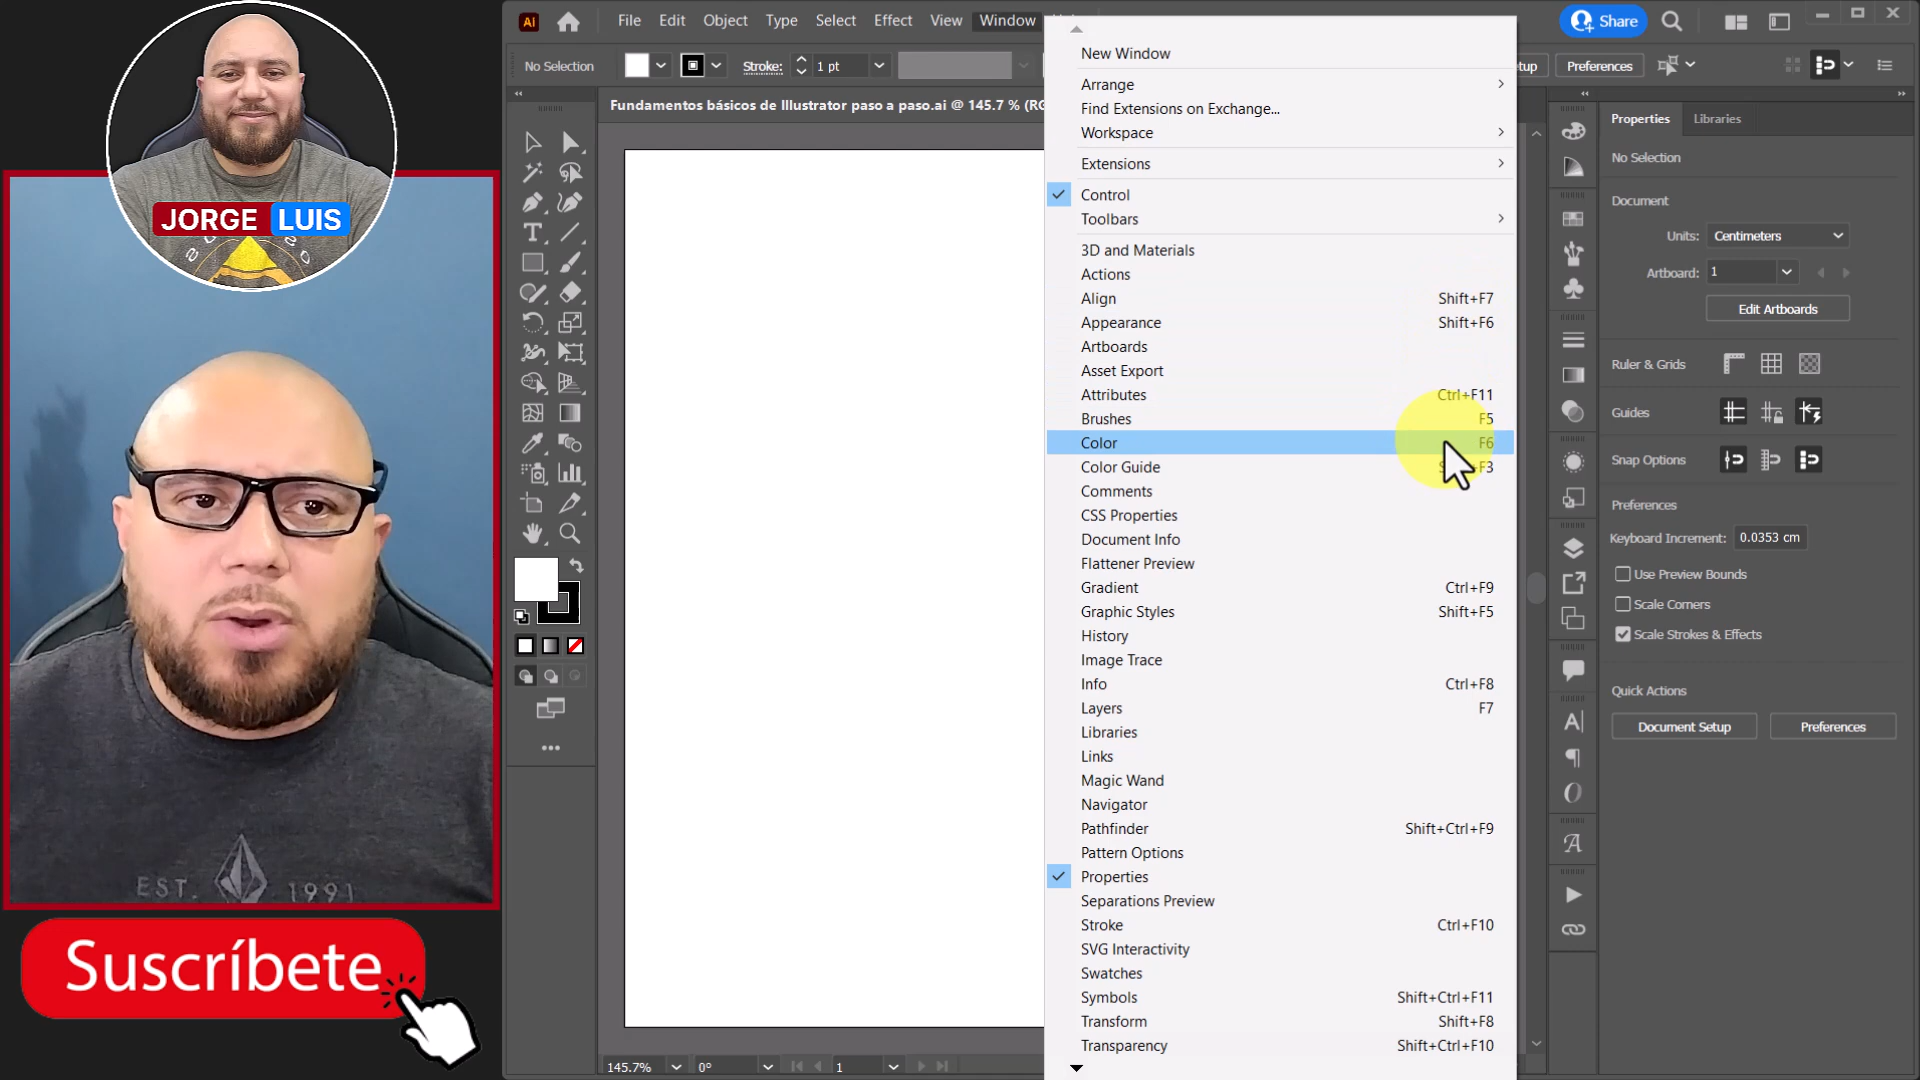 JORGE LUIS
EST. 1991
Suscríbete
Ai File Edit Object Type Select Effect View Window
Share
No Selection
Stroke:
1 pt
Preferences
Fundamentos básicos de Illustrator paso a paso.ai @ 145.7 % (RG
New Window
Arrange
Find Extensions on Exchange...
Workspace
Extensions
Control
Toolbars
3D and Materials
Actions
Align Shift+F7
Appearance Shift+F6
Artboards
Asset Export
Attributes Ctrl+F11
Brushes F5
Color F6
Color Guide F3
Comments
CSS Properties
Document Info
Flattener Preview
Gradient Ctrl+F9
Graphic Styles Shift+F5
History
Image Trace
Info Ctrl+F8
Layers F7
Libraries
Links
Magic Wand
Navigator
Pathfinder Shift+Ctrl+F9
Pattern Options
Properties
Separations Preview
Stroke Ctrl+F10
SVG Interactivity
Swatches
Symbols Shift+Ctrl+F11
Transform Shift+F8
Transparency Shift+Ctrl+F10
Properties Libraries
No Selection
Document
Units: Centimeters
Artboard: 1
Edit Artboards
Ruler & Grids
Guides
Snap Options
Preferences
Keyboard Increment: 0.0353 cm
Use Preview Bounds
Scale Corners
Scale Strokes & Effects
Quick Actions
Document Setup Preferences
145.7% 0° 1